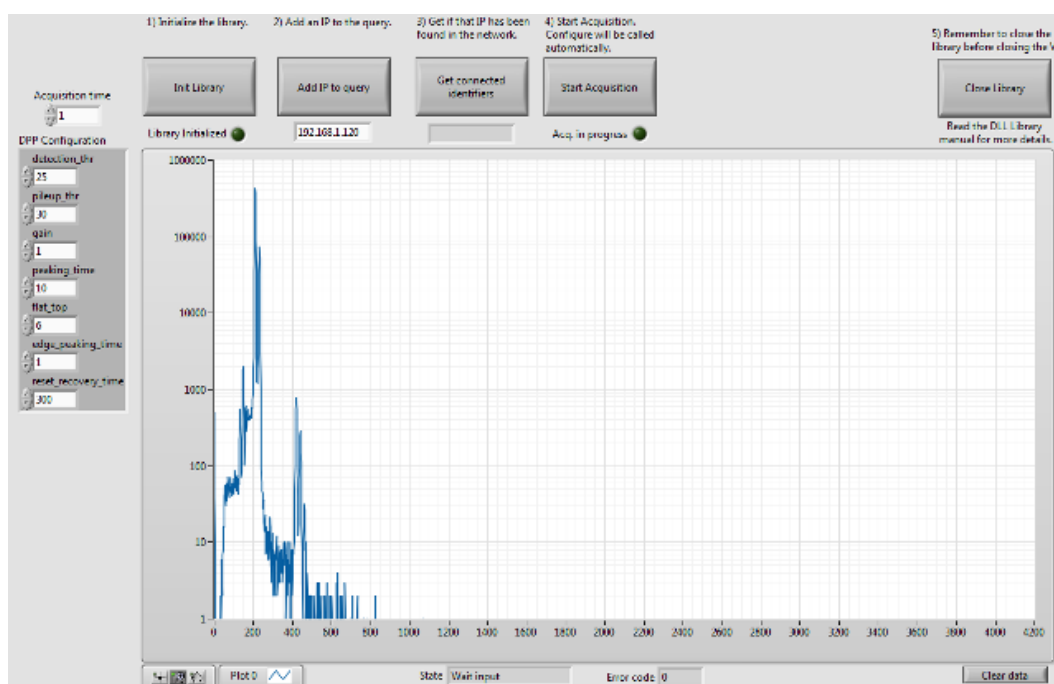 1) Initialize the library.
2) Add an IP to the query.
3) Get if that IP has been
found in the network.
4) Start Acquisition.
Configure will be called
automatically.
5) Remember to close the
library before closing the V
Init Library
Add IP to query
Get connected
identifiers
Start Acquisition
Close Library
Acquisition time
1
Library Initialized
192.168.1.120
Acq. in progress
Read the DLL Library
manual for more details.
DPP Configuration
detection_thr
25
pileup_thr
30
gain
1
peaking_time
10
flat_top
6
edge_peaking_time
1
reset_recovery_time
300
1000000
100000
10000
1000
100
10
1
0 200 400 600 800 1000 1200 1400 1600 1800 2000 2200 2400 2600 2800 3000 3200 3400 3600 3800 4000 4200
Plot 0
State Wait input
Error code 0
Clear data